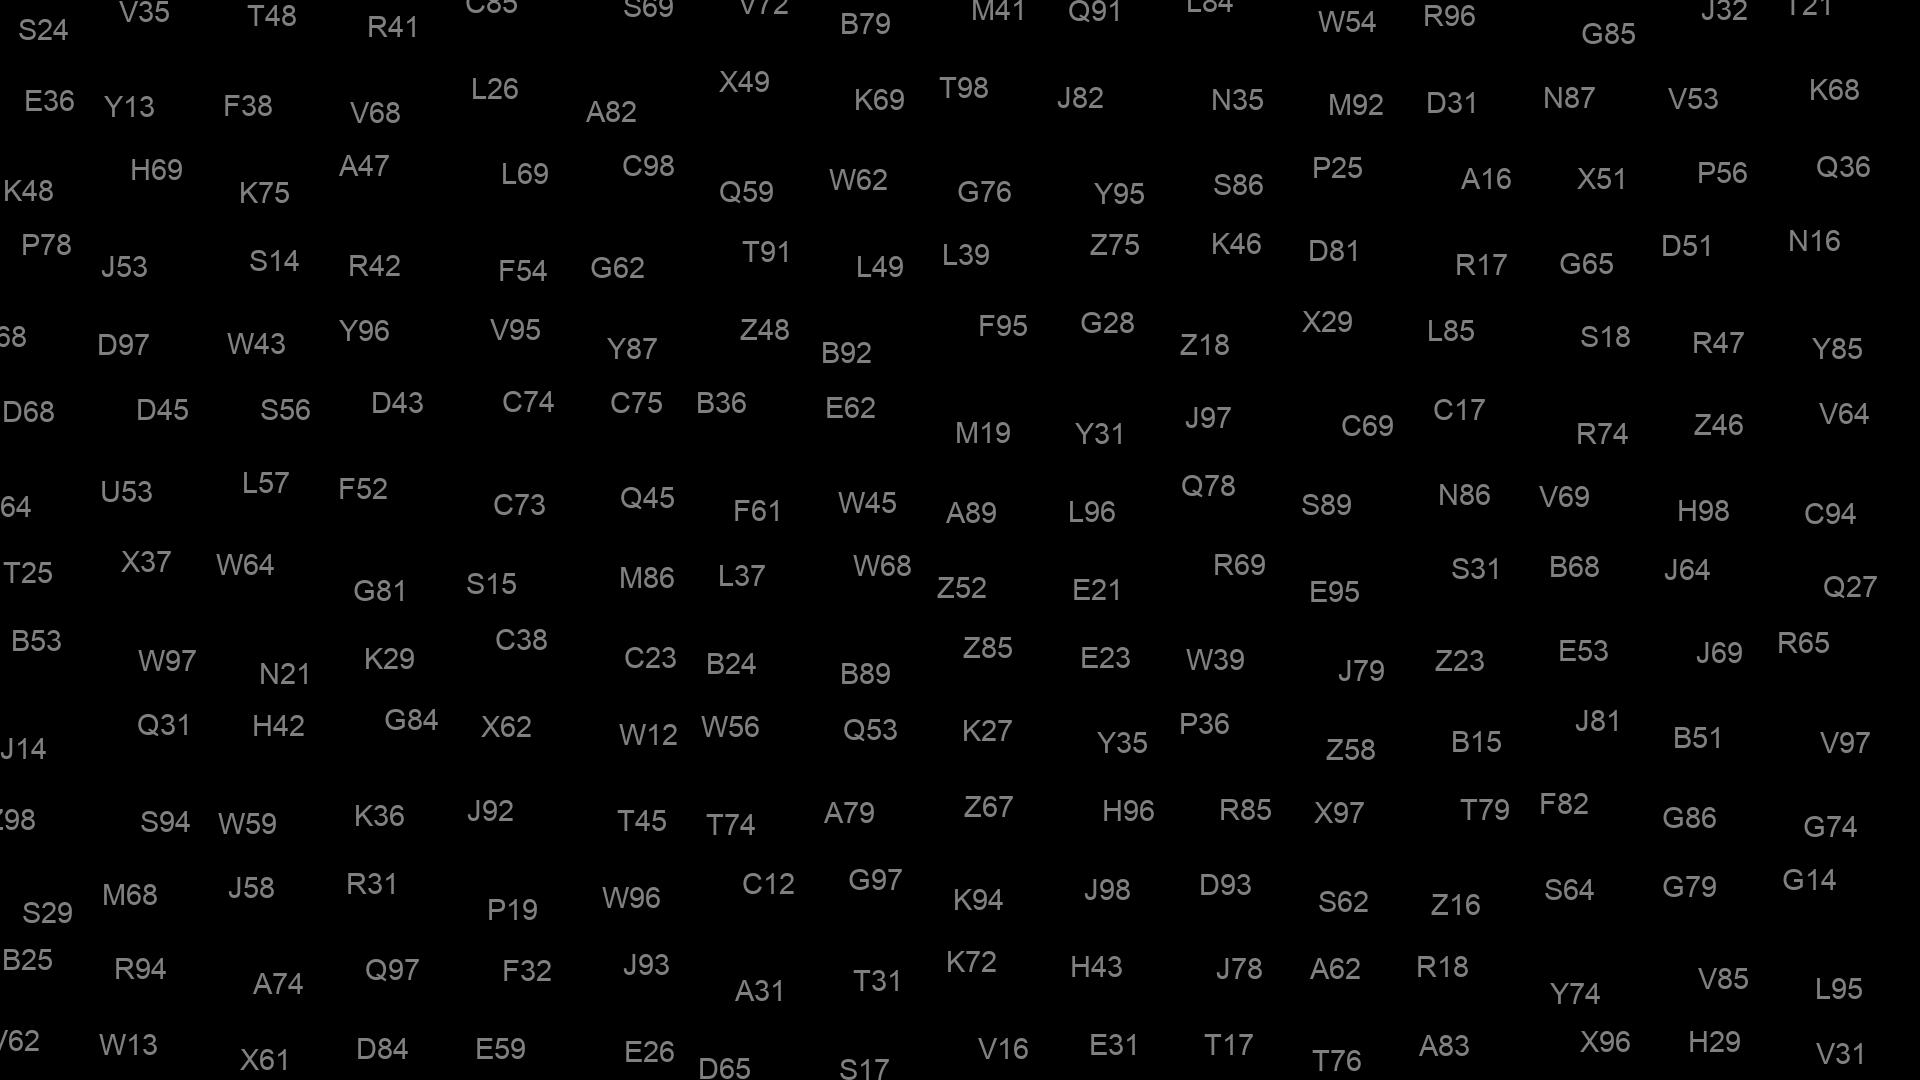 S24 V35 T48 R41 C85 S69 V72 B79 M41 Q91 L84 W54 R96 G85 J32 T21
E36 Y13 F38 V68 L26 A82 X49 K69 T98 J82 N35 M92 D31 N87 V53 K68
K48 H69 K75 A47 L69 C98 Q59 W62 G76 Y95 S86 P25 A16 X51 P56 Q36
P78 J53 S14 R42 F54 G62 T91 L49 L39 Z75 K46 D81 R17 G65 D51 N16
68 D97 W43 Y96 V95 Y87 Z48 B92 F95 G28 Z18 X29 L85 S18 R47 Y85
D68 D45 S56 D43 C74 C75 B36 E62 M19 Y31 J97 C69 C17 R74 Z46 V64
64 U53 L57 F52 C73 Q45 F61 W45 A89 L96 Q78 S89 N86 V69 H98 C94
T25 X37 W64 G81 S15 M86 L37 W68 Z52 E21 R69 E95 S31 B68 J64 Q27
B53 W97 N21 K29 C38 C23 B24 B89 Z85 E23 W39 J79 Z23 E53 J69 R65
J14 Q31 H42 G84 X62 W12 W56 Q53 K27 Y35 P36 Z58 B15 J81 B51 V97
Z98 S94 W59 K36 J92 T45 T74 A79 Z67 H96 R85 X97 T79 F82 G86 G74
S29 M68 J58 R31 P19 W96 C12 G97 K94 J98 D93 S62 Z16 S64 G79 G14
B25 R94 A74 Q97 F32 J93 A31 T31 K72 H43 J78 A62 R18 Y74 V85 L95
62 W13 X61 D84 E59 E26 D65 S17 V16 E31 T17 T76 A83 X96 H29 V31